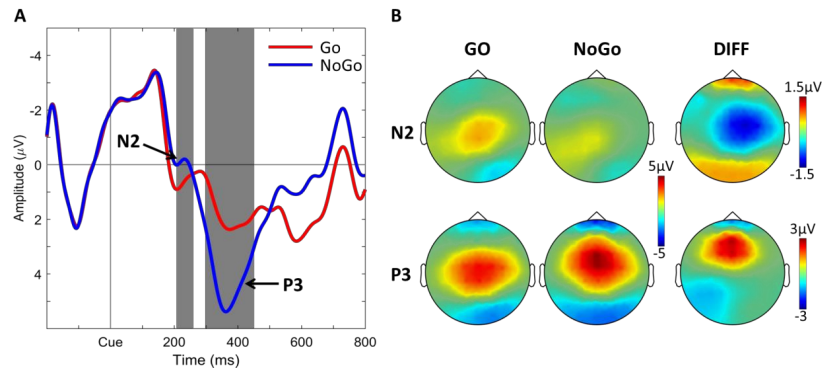 A
Go
NoGo
N2
P3
-4
-2
0
2
4
Amplitude (µV)
Cue
200
400
600
800
Time (ms)
B
GO
NoGo
DIFF
N2
1.5µV
-1.5
5µV
-5
P3
3µV
-3